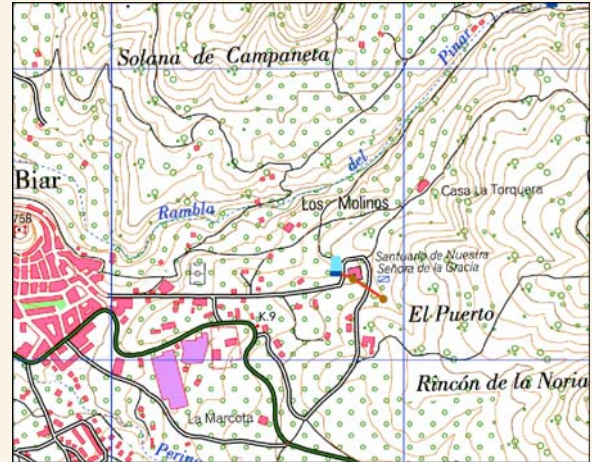 Solana de Campaneta
Pinar
del
Rambla
Biar
Los Molinos
Casa La Torquera
758
Santuario de Nuestra
Señora de la Gracia
El Puerto
K.9
Rincón de la Noria
La Marcota